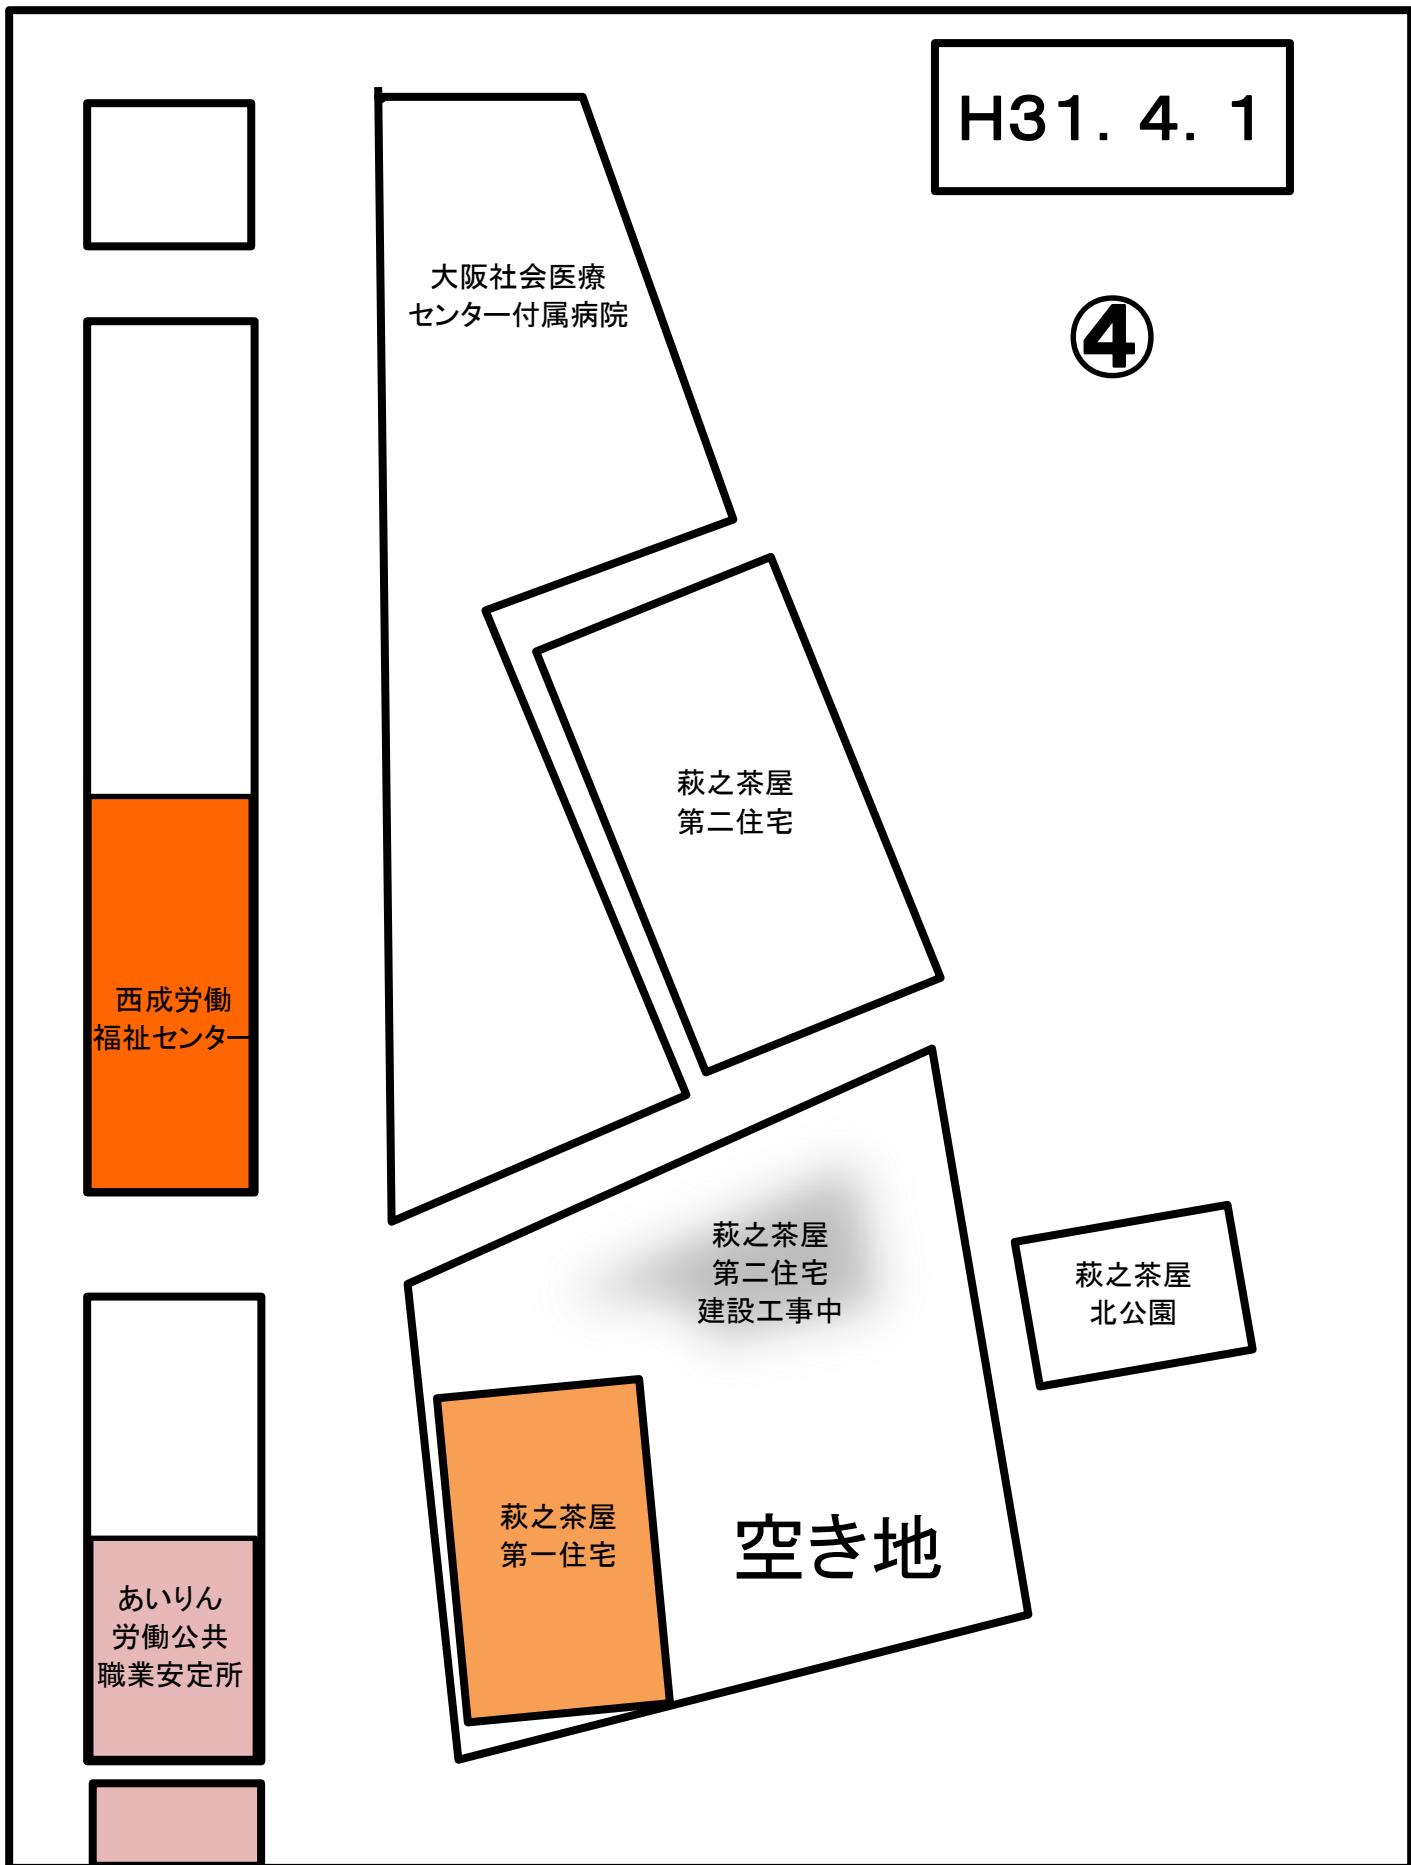 H31. 4. 1
④
大阪社会医療
センター付属病院
萩之茶屋
第二住宅
西成労働
福祉センター
萩之茶屋
第二住宅
建設工事中
萩之茶屋
北公園
萩之茶屋
第一住宅
空き地
あいりん
労働公共
職業安定所